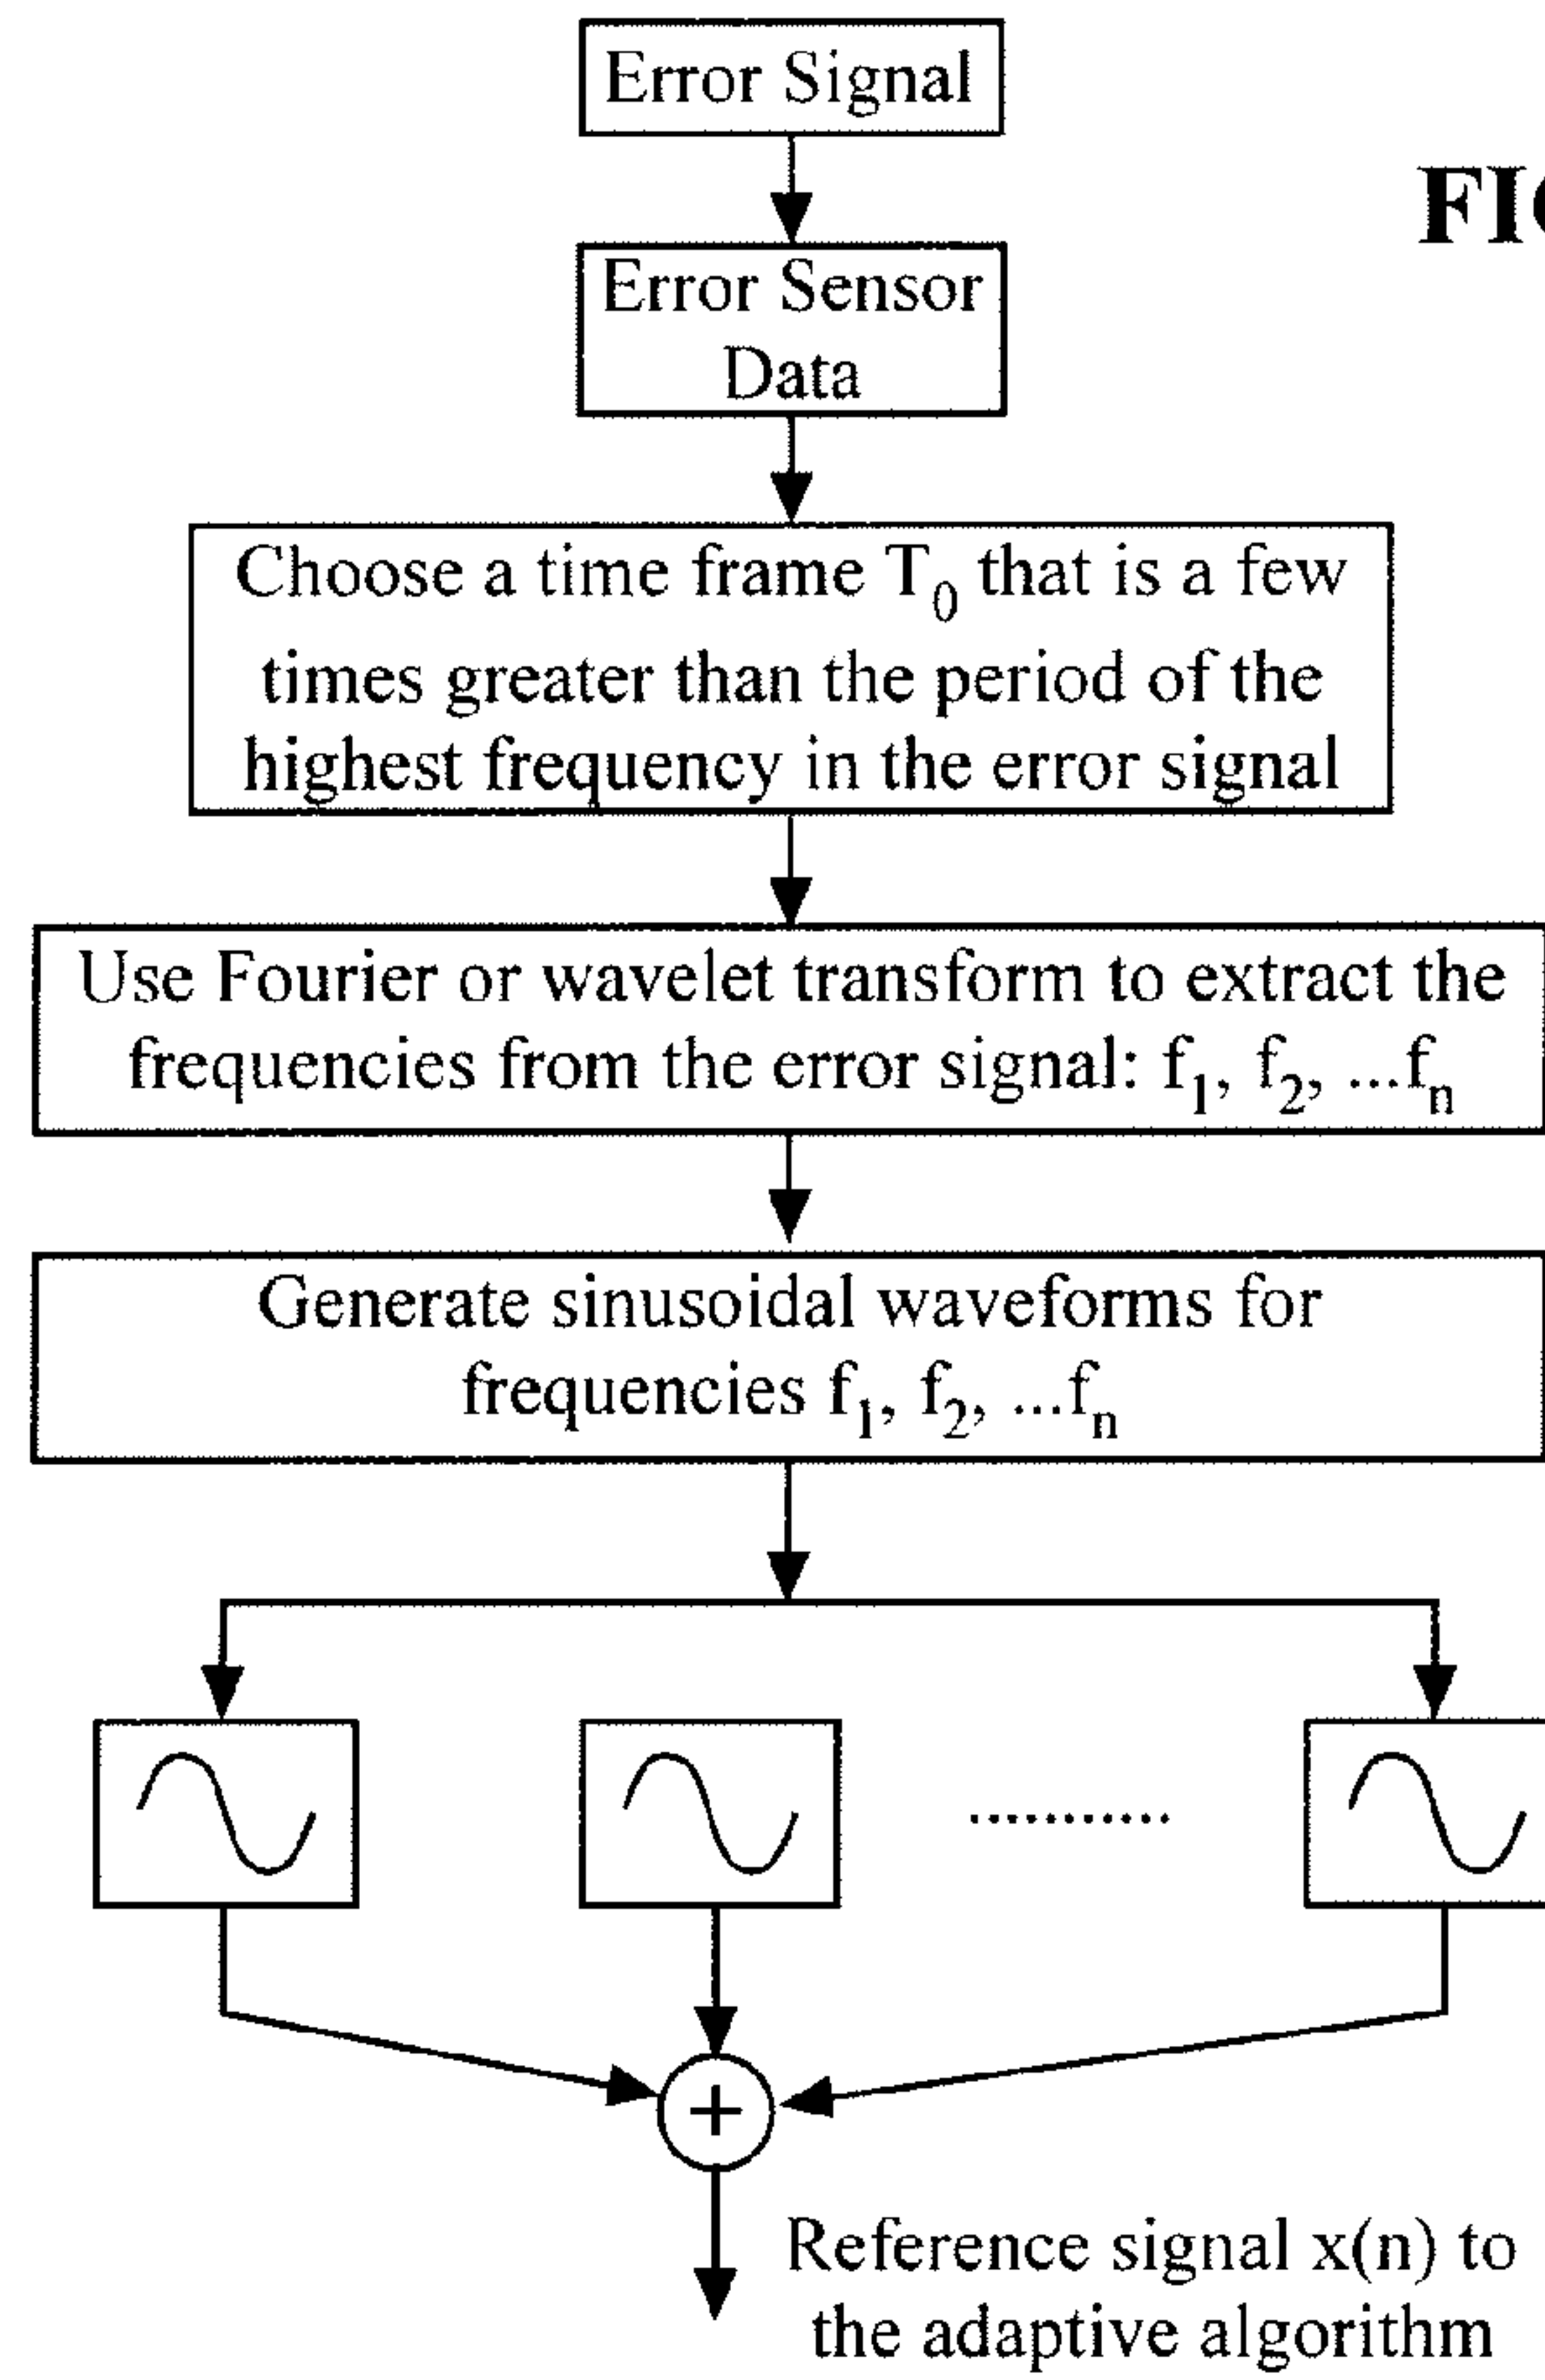 Error Signal
FIG
Error Sensor
Data
Choose a time frame T₀ that is a few
times greater than the period of the
highest frequency in the error signal
Use Fourier or wavelet transform to extract the
frequencies from the error signal: f₁, f₂, ...fₙ
Generate sinusoidal waveforms for
frequencies f₁, f₂, ...fₙ
...........
+
Reference signal x(n) to
the adaptive algorithm